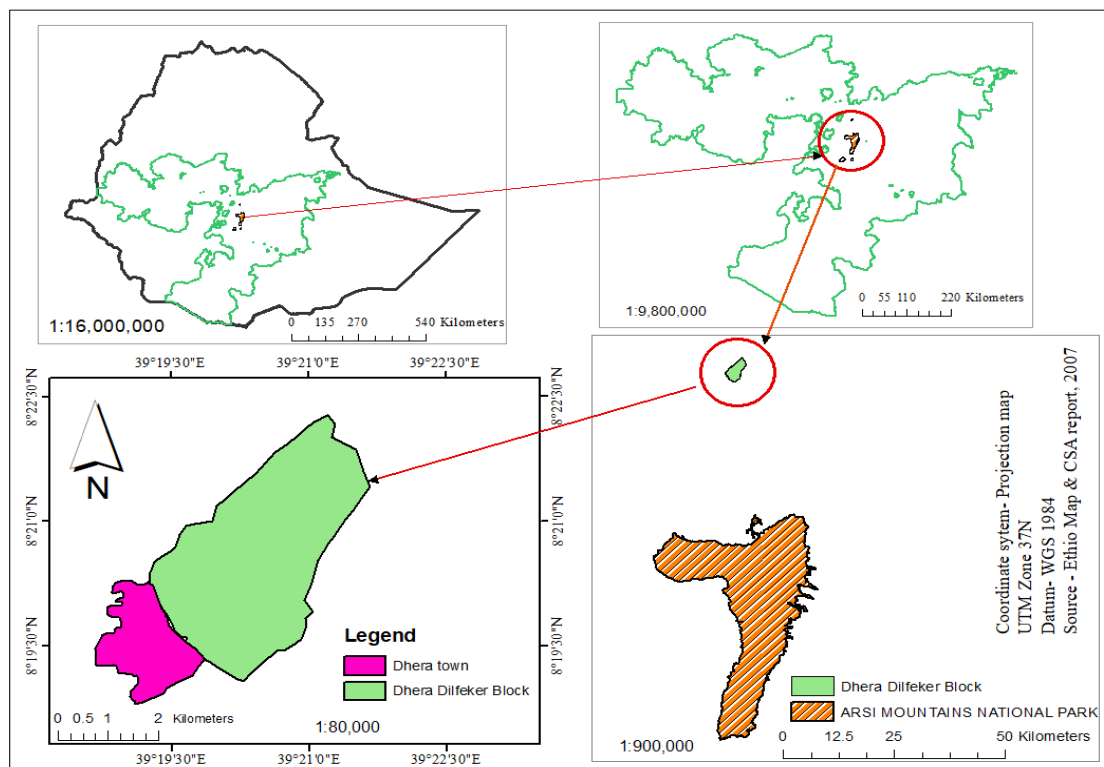 1:16,000,000
0 135 270 540 Kilometers
1:9,800,000
0 55 110 220 Kilometers
39°19'30"E 39°21'0"E 39°22'30"E
8°22'30"N 8°22'30"N
8°21'0"N 8°21'0"N
8°19'30"N 8°19'30"N
N
Legend
Dhera town
Dhera Dilfeker Block
0 0.5 1 2 Kilometers
1:80,000
39°19'30"E 39°21'0"E 39°22'30"E
Coordinate sytem- Projection map
UTM Zone 37N
Datum- WGS 1984
Source - Ethio Map & CSA report, 2007
Dhera Dilfeker Block
ARSI MOUNTAINS NATIONAL PARK
1:900,000
0 12.5 25 50 Kilometers